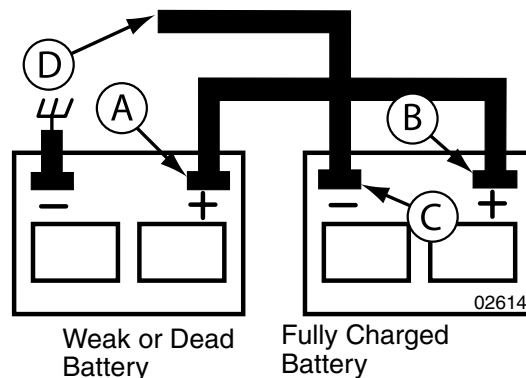 D
A
B
− + − +
C
02614
Weak or Dead
Battery
Fully Charged
Battery